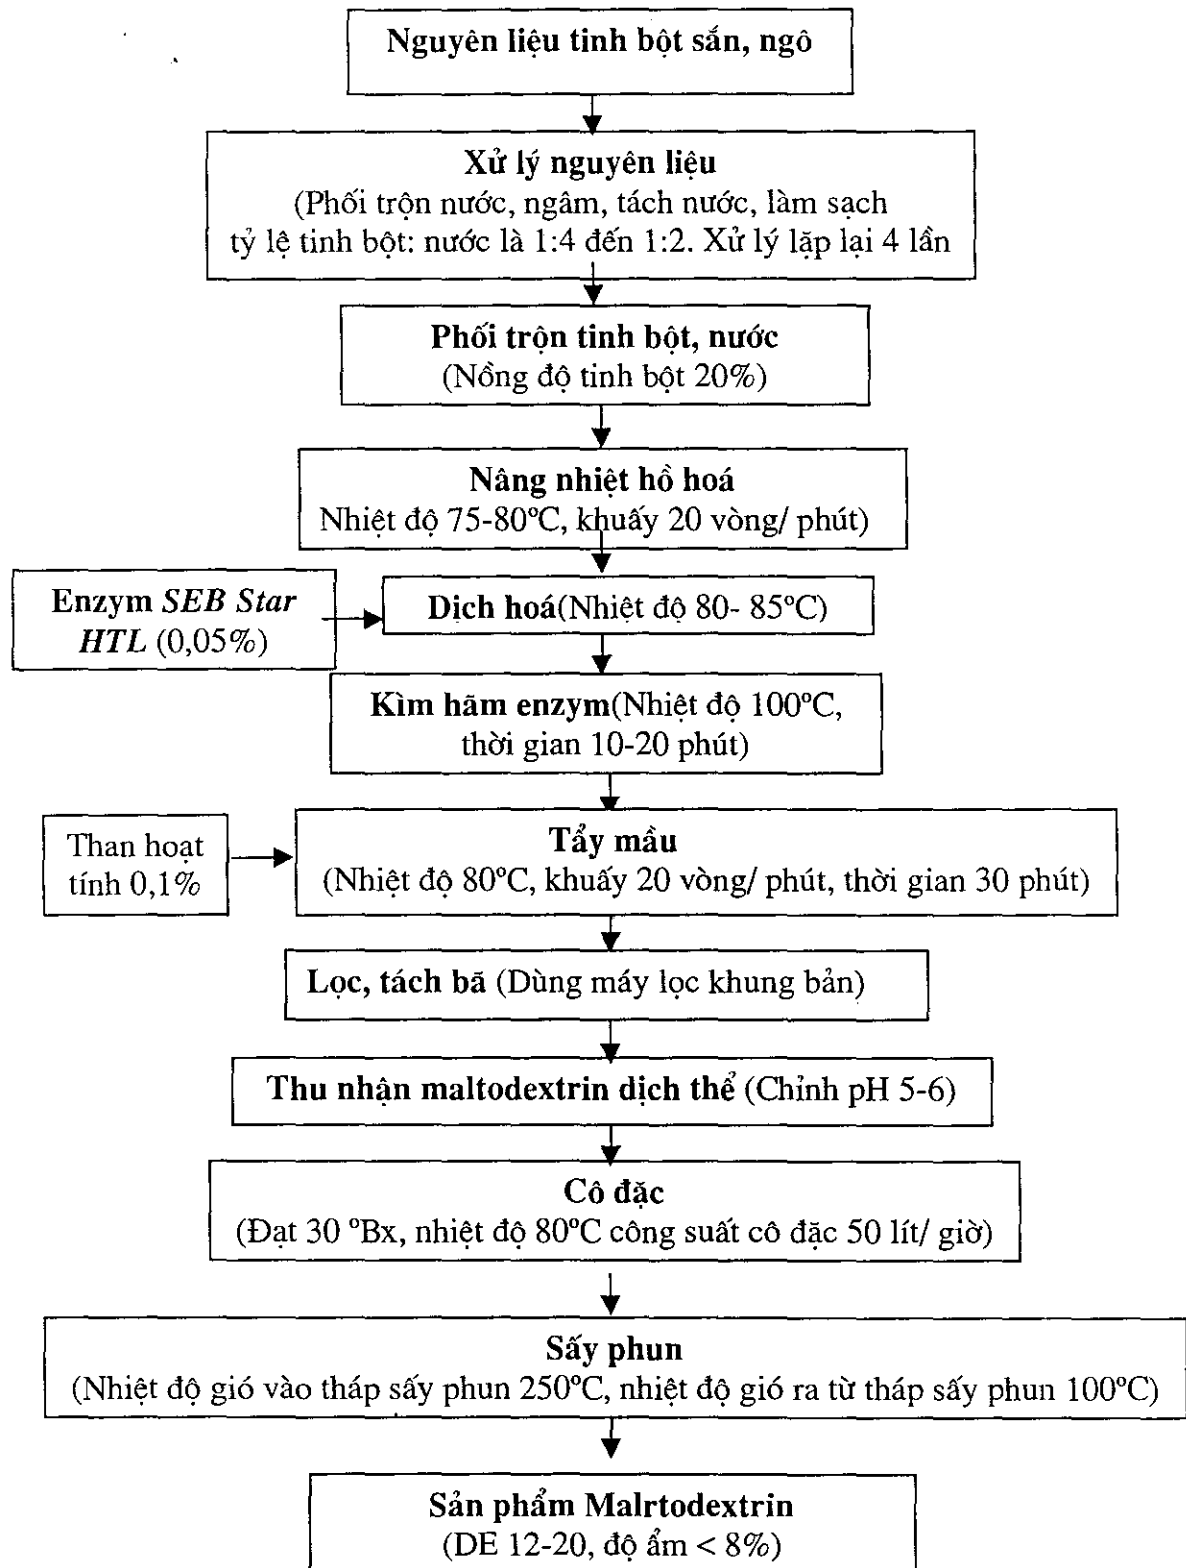 Nguyên liệu tinh bột sắn, ngô
Xử lý nguyên liệu
(Phối trộn nước, ngâm, tách nước, làm sạch
tỷ lệ tinh bột: nước là 1:4 đến 1:2. Xử lý lặp lại 4 lần
Phối trộn tinh bột, nước
(Nồng độ tinh bột 20%)
Nâng nhiệt hồ hoá
Nhiệt độ 75-80ºC, khuấy 20 vòng/ phút)
Enzym SEB Star
HTL (0,05%)
Dịch hoá(Nhiệt độ 80- 85ºC)
Kìm hãm enzym(Nhiệt độ 100ºC,
thời gian 10-20 phút)
Than hoạt
tính 0,1%
Tẩy mầu
(Nhiệt độ 80ºC, khuấy 20 vòng/ phút, thời gian 30 phút)
Lọc, tách bã (Dùng máy lọc khung bản)
Thu nhận maltodextrin dịch thể (Chỉnh pH 5-6)
Cô đặc
(Đạt 30 ºBx, nhiệt độ 80ºC công suất cô đặc 50 lít/ giờ)
Sấy phun
(Nhiệt độ gió vào tháp sấy phun 250ºC, nhiệt độ gió ra từ tháp sấy phun 100ºC)
Sản phẩm Malrtodextrin
(DE 12-20, độ ẩm < 8%)